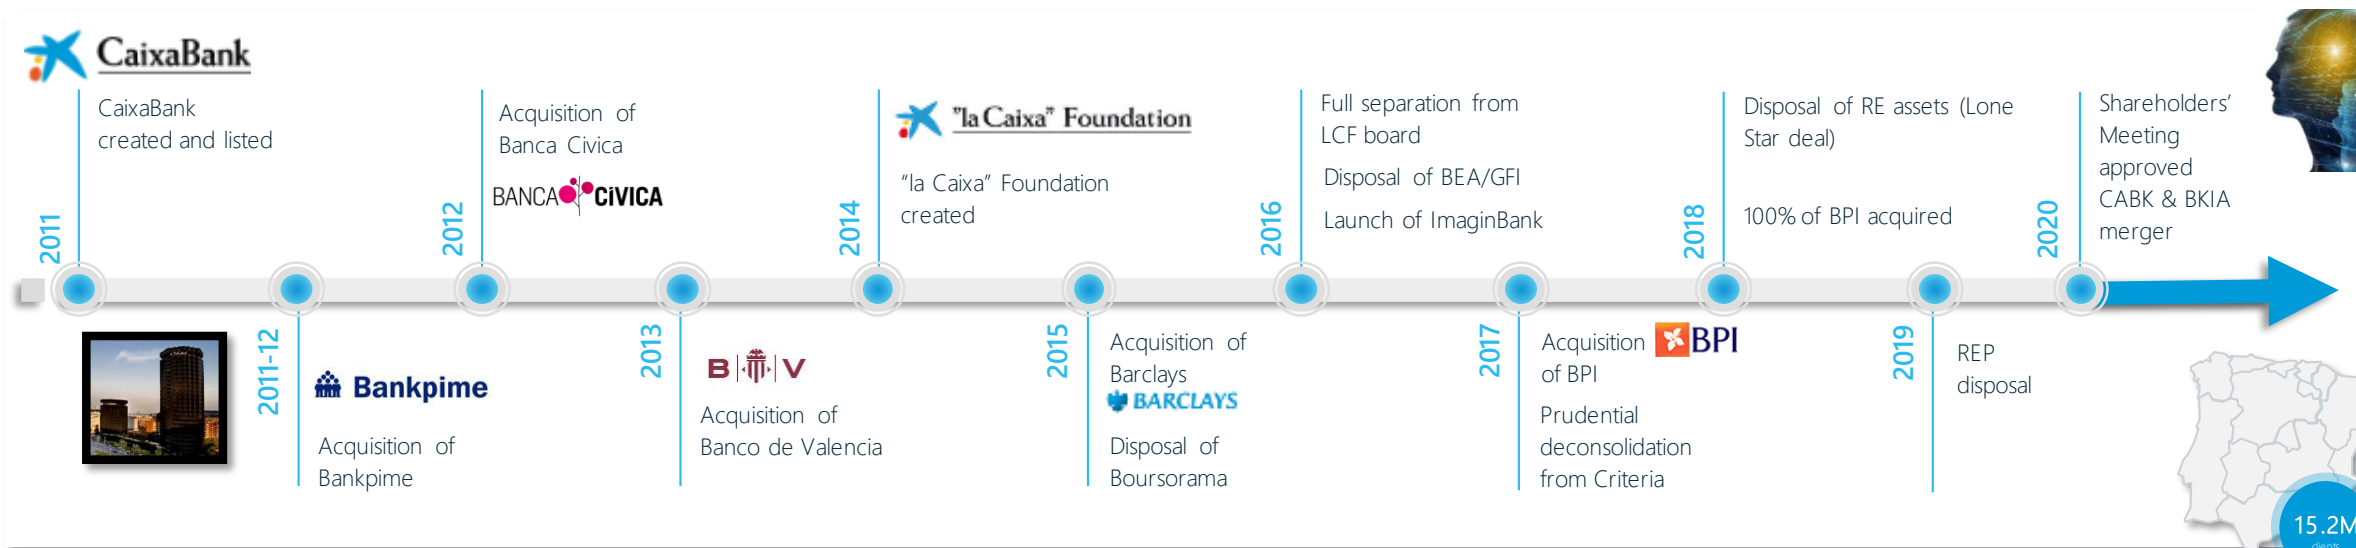 CaixaBank
2011
CaixaBank
created and listed
2011-12
Bankpime
Acquisition of
Bankpime
2012
Acquisition of
Banca Civica
BANCA CíVICA
2013
B V
Acquisition of
Banco de Valencia
2014
"la Caixa" Foundation
“la Caixa” Foundation
created
2015
Acquisition of
Barclays
BARCLAYS
Disposal of
Boursorama
2016
Full separation from
LCF board
Disposal of BEA/GFI
Launch of ImaginBank
2017
Acquisition
of BPI
BPI
Prudential
deconsolidation
from Criteria
2018
Disposal of RE assets (Lone
Star deal)
100% of BPI acquired
2019
REP
disposal
2020
Shareholders’
Meeting
approved
CABK & BKIA
merger
15.2M
clients